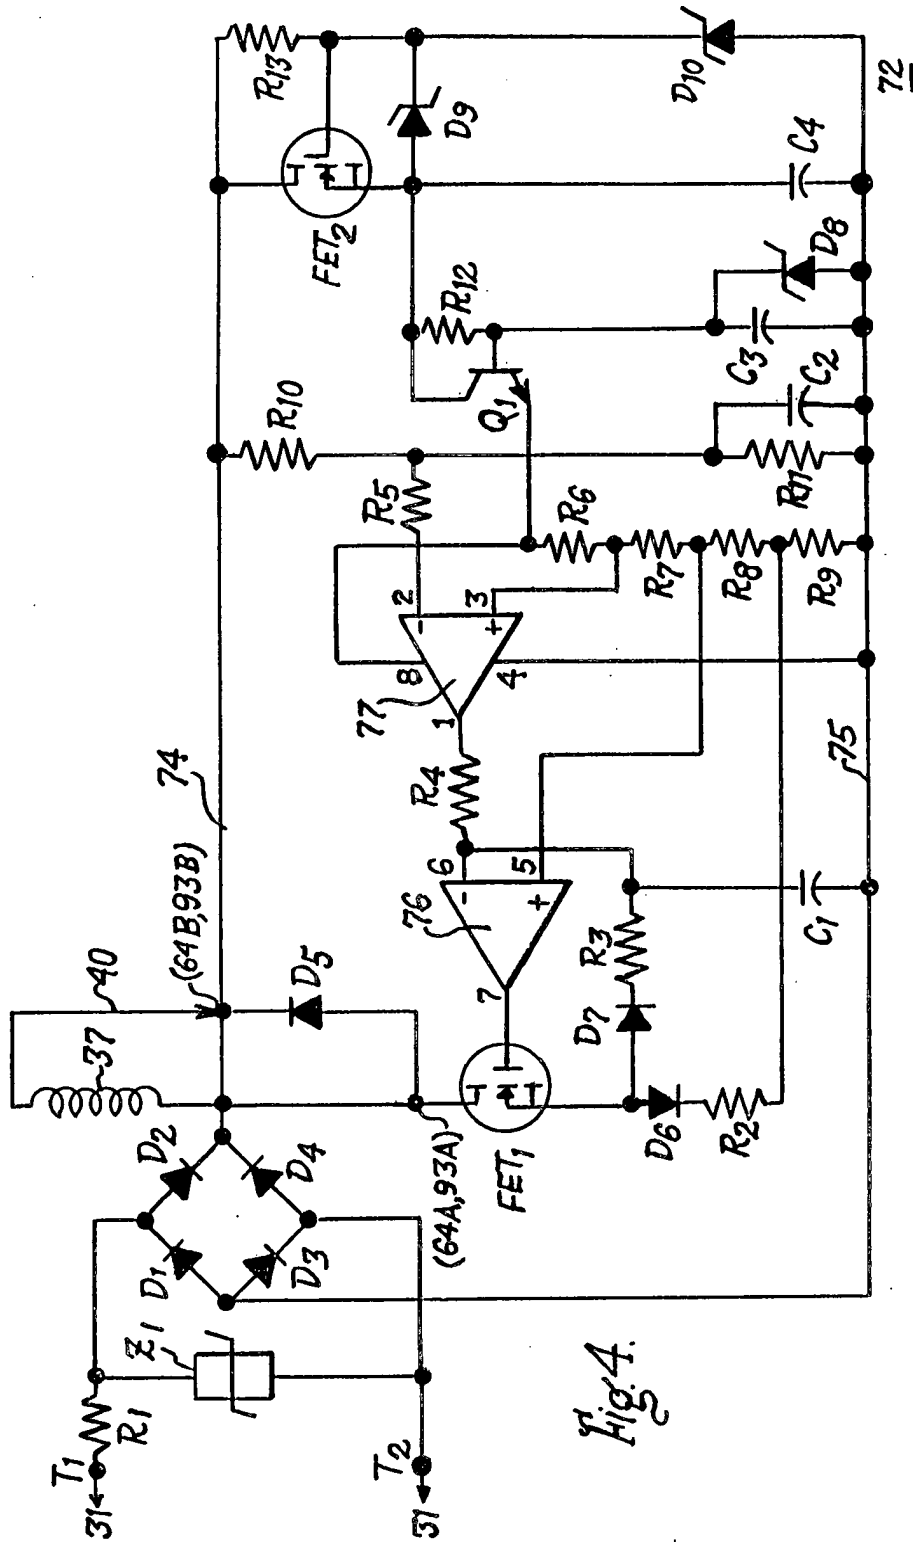 31
T1
R1
Z1
D1
D2
D3
D4
37
40
(64B,93B)
74
D5
(64A,93A)
FET1
7
76
6
5
-
+
D7
R3
D6
R2
C1
75
R4
1
77
8
4
2
3
-
+
R5
R6
R7
R8
R9
R10
R11
C2
Q1
R12
C3
D8
FET2
R13
D9
C4
D10
T2
31
Fig. 4.
72